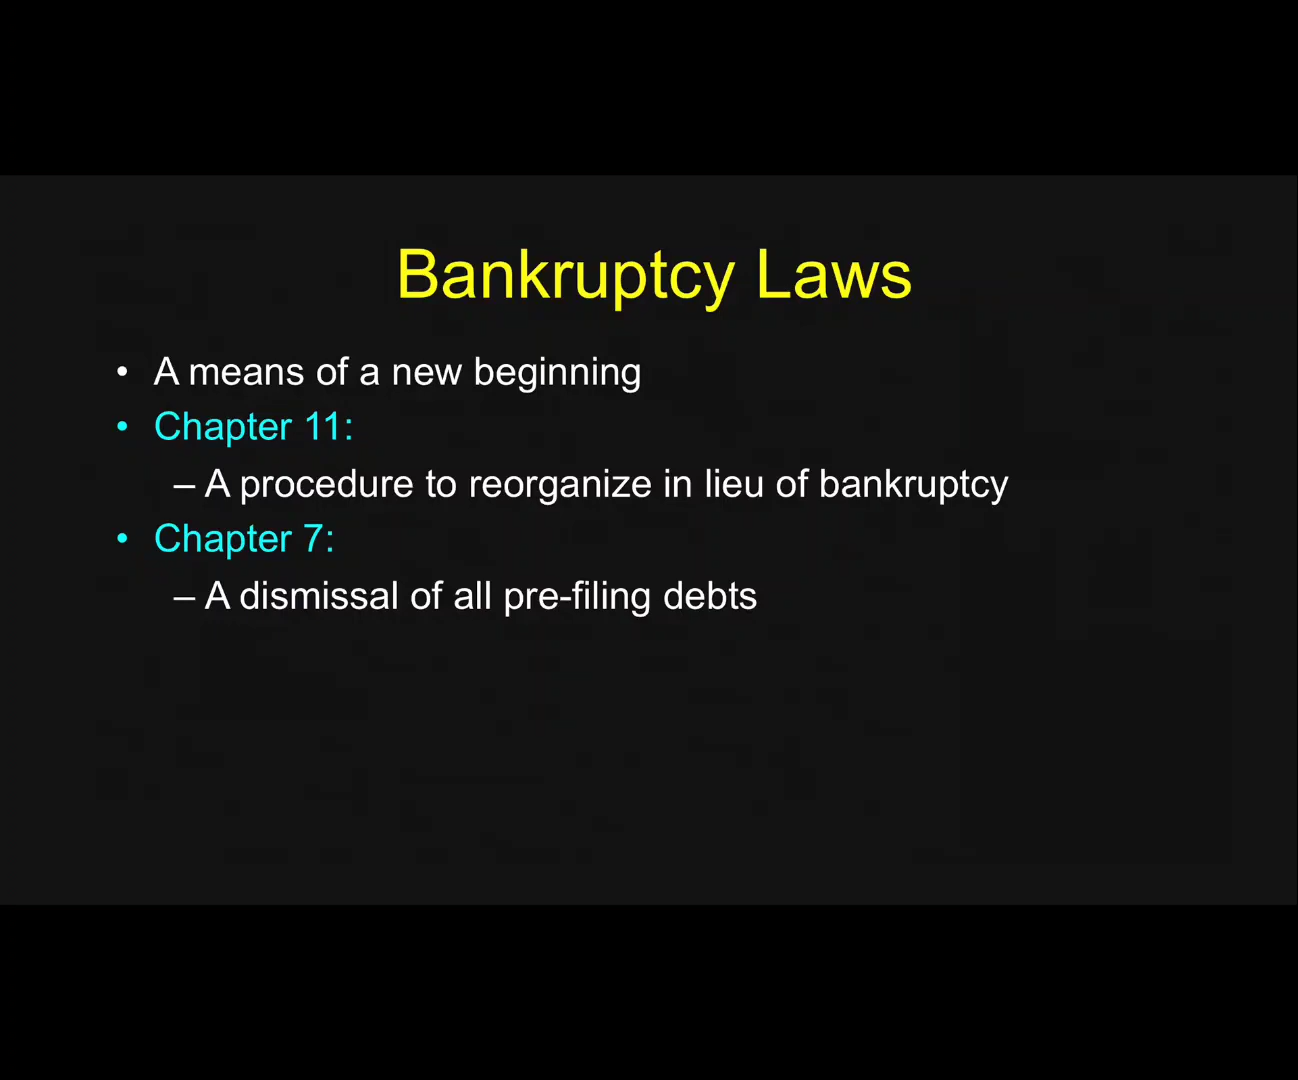 Bankruptcy Laws
• A means of a new beginning
• Chapter 11:
– A procedure to reorganize in lieu of bankruptcy
• Chapter 7:
– A dismissal of all pre-filing debts